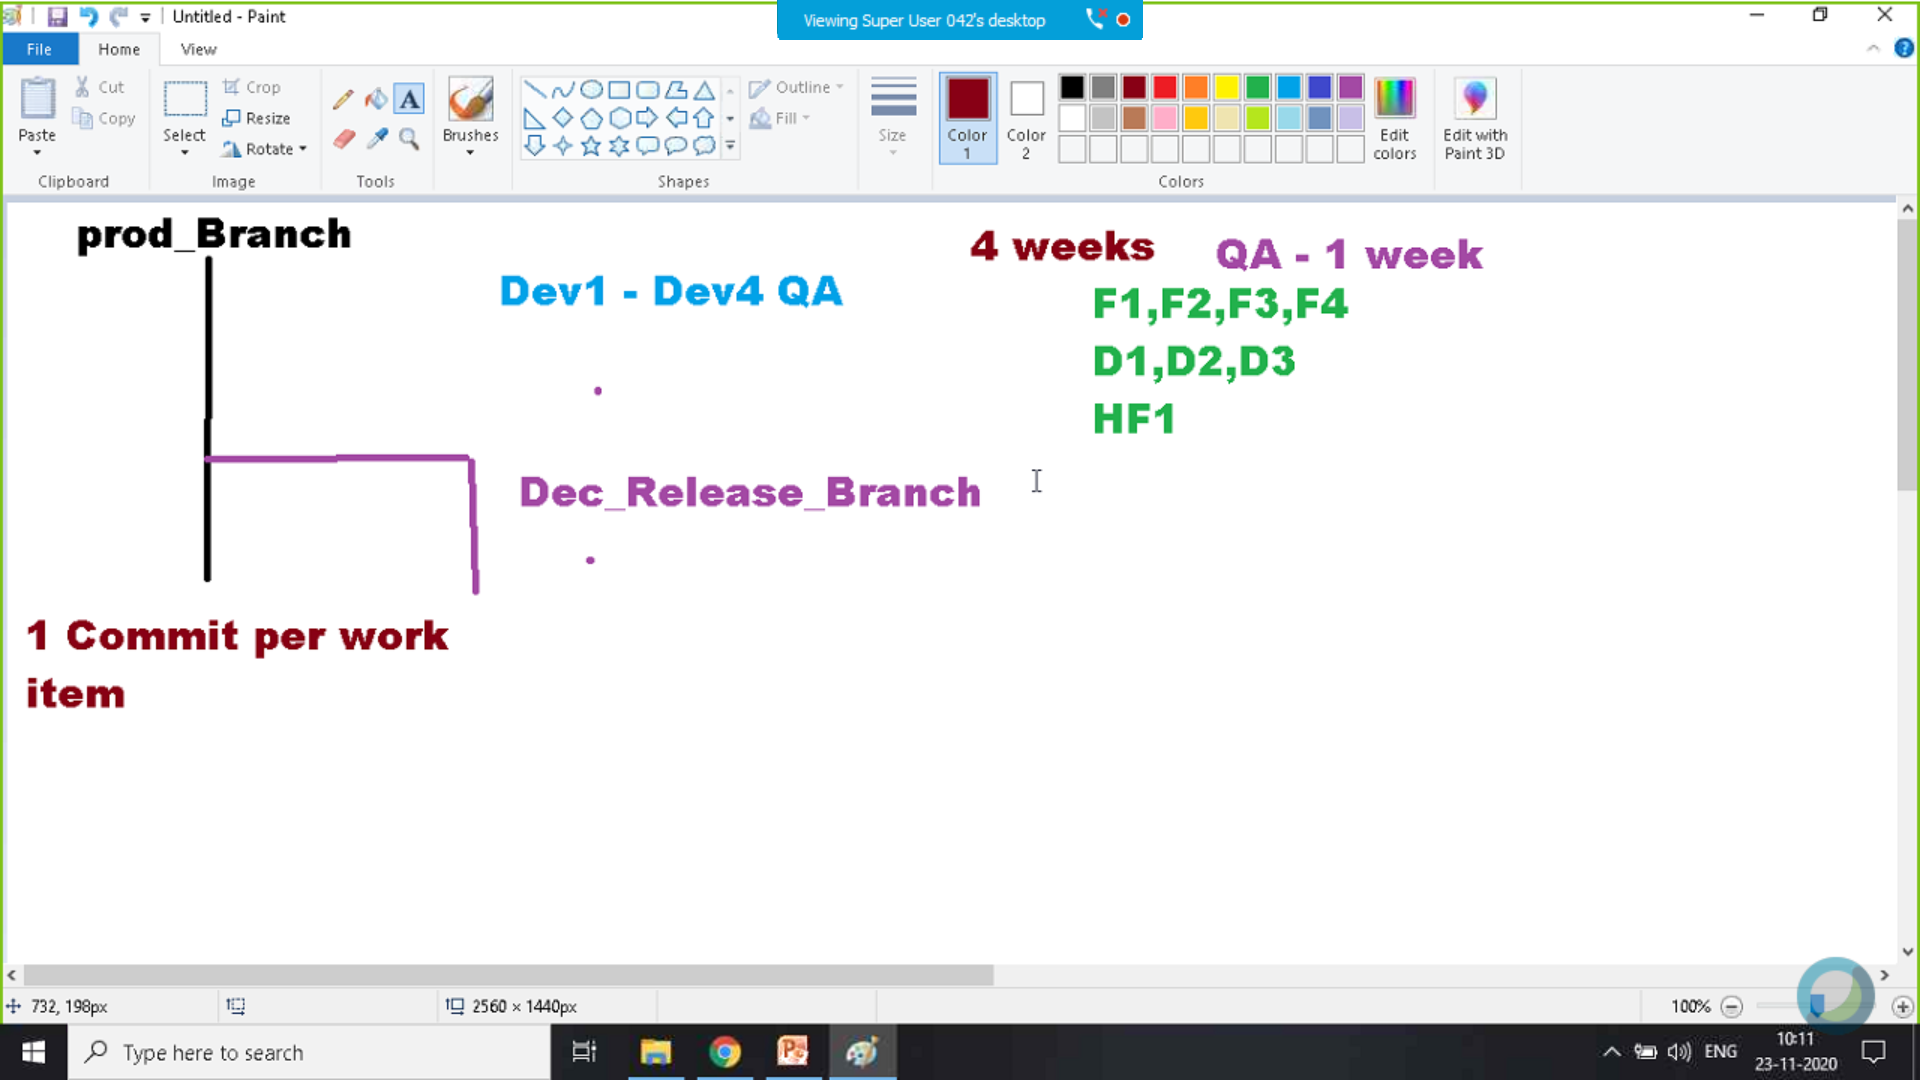 Untitled - Paint
Viewing Super User 042's desktop
File
Home
View
Paste
Cut
Copy
Clipboard
Select
Crop
Resize
Rotate
Image
A
Tools
Brushes
Shapes
Outline
Fill
Size
Color 1
Color 2
Edit colors
Edit with Paint 3D
Colors
prod_Branch
4 weeks
QA - 1 week
Dev1 - Dev4 QA
F1,F2,F3,F4
D1,D2,D3
HF1
Dec_Release_Branch
1 Commit per work
item
732, 198px
2560 × 1440px
100%
Type here to search
ENG
10:11
23-11-2020